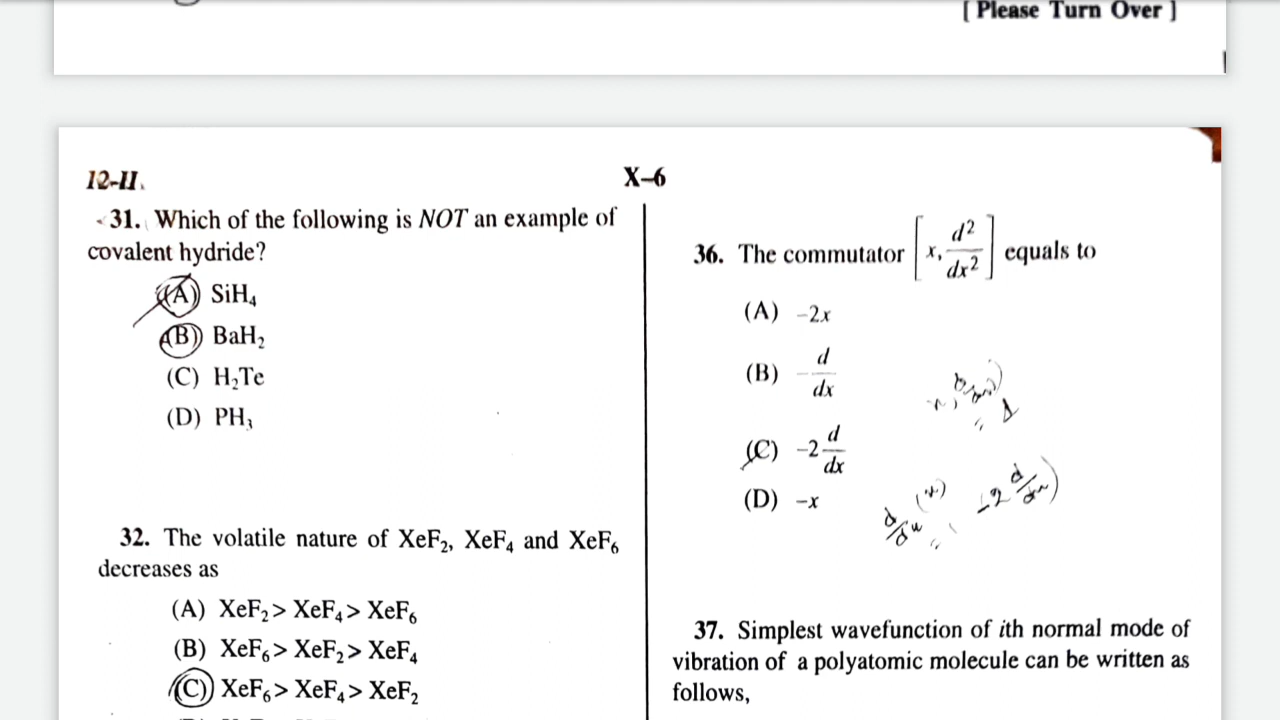 [ Please Turn Over ]
12-II.
X–6
31. Which of the following is NOT an example of
covalent hydride?
(A) SiH4
(B) BaH2
(C) H2Te
(D) PH3
32. The volatile nature of XeF2, XeF4 and XeF6
decreases as
(A) XeF2 > XeF4 > XeF6
(B) XeF6 > XeF2 > XeF4
(C) XeF6 > XeF4 > XeF2
36. The commutator [x, d²/dx²] equals to
(A) –2x
(B) – d/dx
(C) –2 d/dx
(D) –x
37. Simplest wavefunction of ith normal mode of
vibration of a polyatomic molecule can be written as
follows,